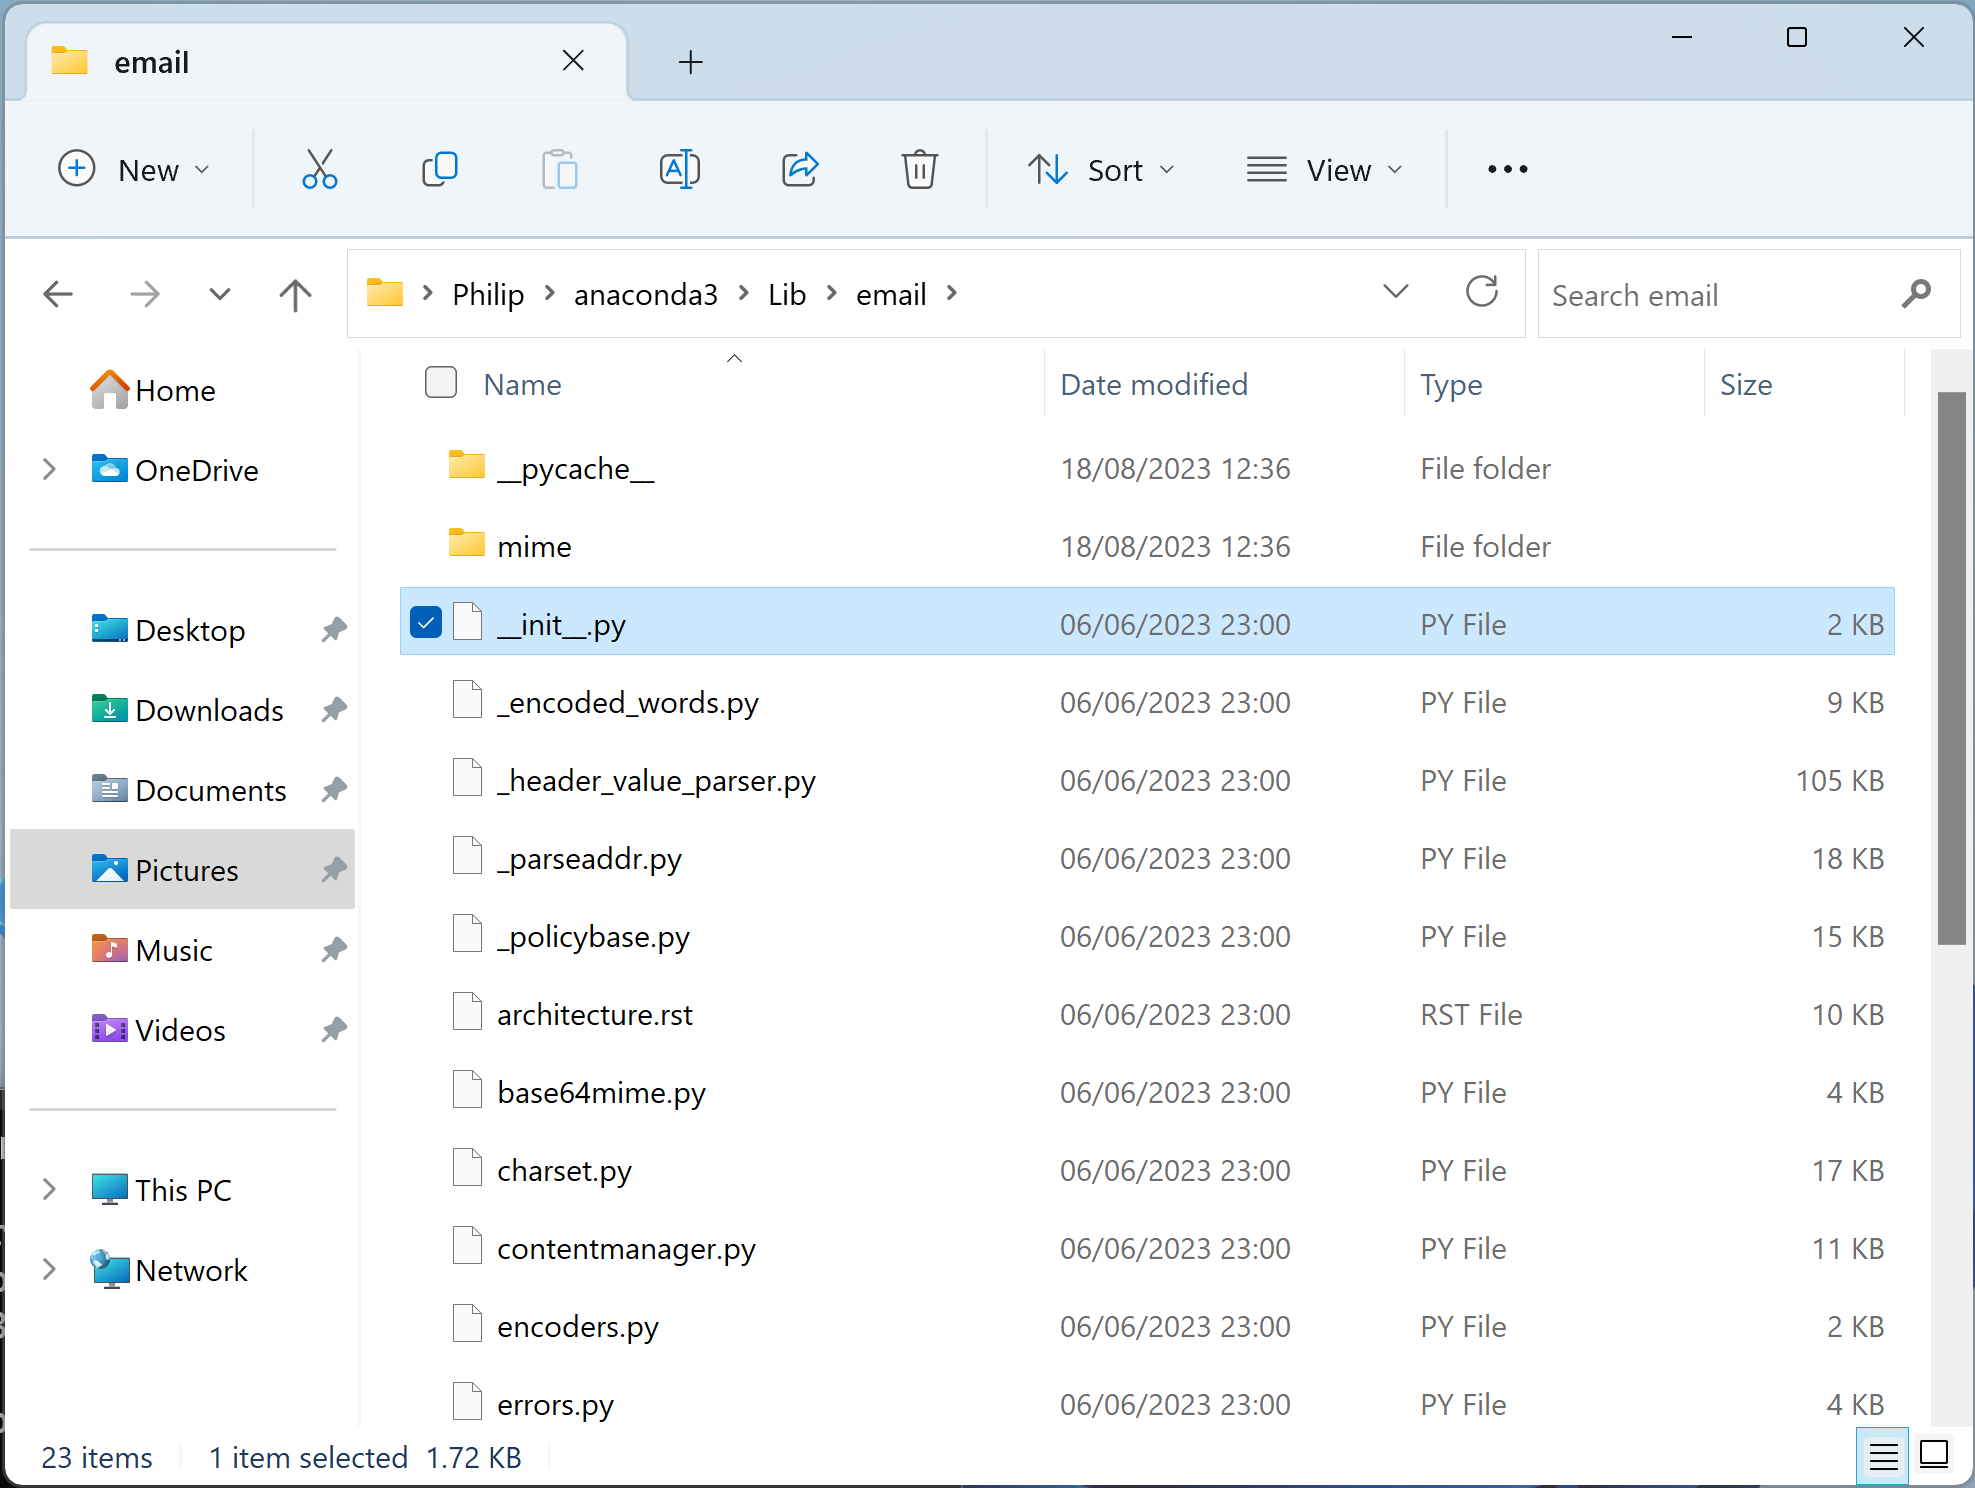 email
New
Sort
View
Philip anaconda3 Lib email
Search email
Home
OneDrive
Desktop
Downloads
Documents
Pictures
Music
Videos
This PC
Network
Name Date modified Type Size
__pycache__ 18/08/2023 12:36 File folder
mime 18/08/2023 12:36 File folder
__init__.py 06/06/2023 23:00 PY File 2 KB
_encoded_words.py 06/06/2023 23:00 PY File 9 KB
_header_value_parser.py 06/06/2023 23:00 PY File 105 KB
_parseaddr.py 06/06/2023 23:00 PY File 18 KB
_policybase.py 06/06/2023 23:00 PY File 15 KB
architecture.rst 06/06/2023 23:00 RST File 10 KB
base64mime.py 06/06/2023 23:00 PY File 4 KB
charset.py 06/06/2023 23:00 PY File 17 KB
contentmanager.py 06/06/2023 23:00 PY File 11 KB
encoders.py 06/06/2023 23:00 PY File 2 KB
errors.py 06/06/2023 23:00 PY File 4 KB
23 items 1 item selected 1.72 KB